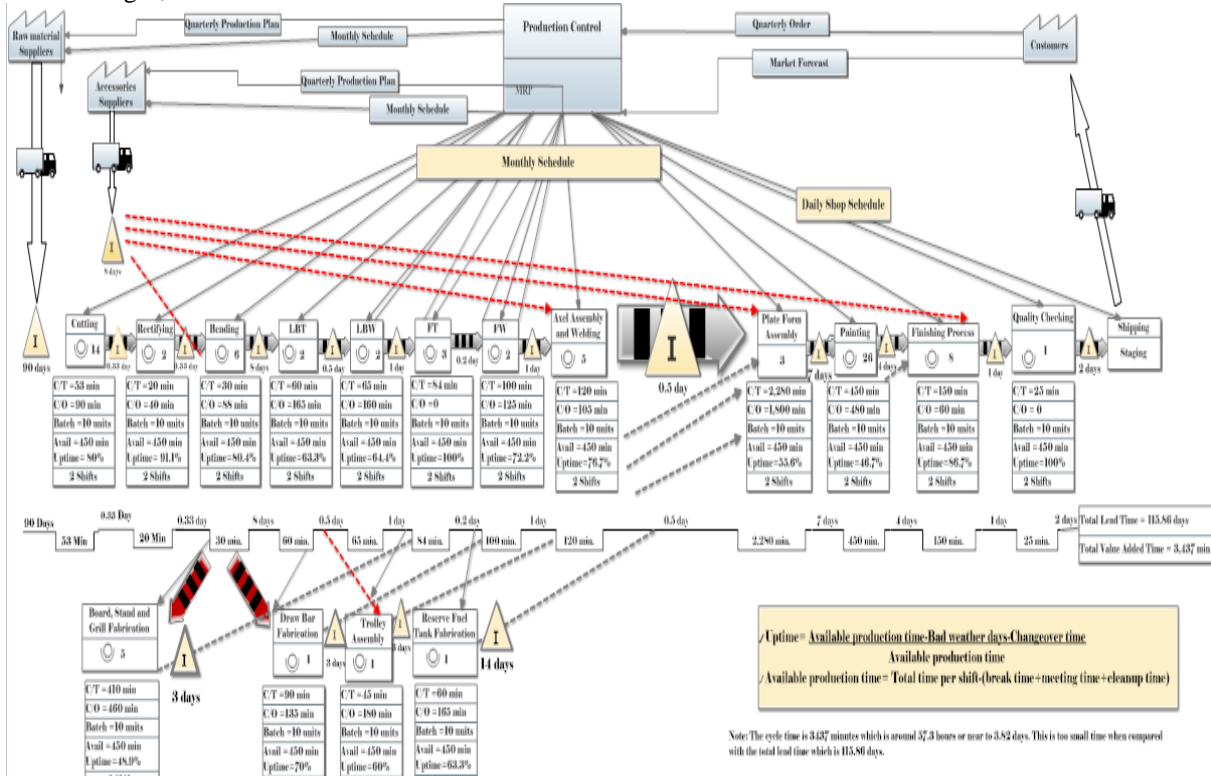 Quarterly Production Plan
Raw material
Suppliers
Monthly Schedule
Production Control
MRP
Quarterly Order
Market Forecast
Customers
Accessories
Suppliers
Quarterly Production Plan
Monthly Schedule
Monthly Schedule
Daily Shop Schedule
I
8 days
I
90 days
Cutting
14
I
0.33 day
Rectifying
2
I
0.33 day
Bending
6
I
8 days
LBT
2
I
0.5 day
LBW
2
I
1 day
FT
3
0.2 day
FW
2
I
1 day
Axel Assembly
and Welding
5
I
0.5 day
Plate Form
Assembly
3
I
7 days
Painting
26
I
4 days
Finishing Process
8
I
1 day
Quality Checking
1
I
2 days
Shipping
Staging
C/T =53 min
C/O=90 min
Batch =10 units
Avail =450 min
Uptime= 80%
2 Shifts
C/T =20 min
C/O=40 min
Batch =10 units
Avail =450 min
Uptime=91.1%
2 Shifts
C/T =30 min
C/O=88 min
Batch =10 units
Avail =450 min
Uptime=80.4%
2 Shifts
C/T =60 min
C/O=165 min
Batch =10 units
Avail =450 min
Uptime=63.3%
2 Shifts
C/T =65 min
C/O=160 min
Batch =10 units
Avail =450 min
Uptime=64.4%
2 Shifts
C/T =84 min
C/O=0
Batch =10 units
Avail =450 min
Uptime=100%
2 Shifts
C/T =100 min
C/O=125 min
Batch =10 units
Avail =450 min
Uptime=72.2%
2 Shifts
C/T =120 min
C/O=105 min
Batch =10 units
Avail =450 min
Uptime=76.7%
2 Shifts
C/T =2,280 min
C/O=1,800 min
Batch =10 units
Avail =450 min
Uptime=55.6%
2 Shifts
C/T =450 min
C/O=480 min
Batch =10 units
Avail =450 min
Uptime=46.7%
2 Shifts
C/T =150 min
C/O=60 min
Batch =10 units
Avail =450 min
Uptime=86.7%
2 Shifts
C/T =25 min
C/O= 0
Batch =10 units
Avail =450 min
Uptime=100%
2 Shifts
90 Days
53 Min
0.33 Day
20 Min
0.33 day
30 min.
8 days
60 min.
0.5 day
65 min.
1 day
84 min.
0.2 day
100 min.
1 day
120 min.
0.5 day
2,280 min.
7 days
450 min.
4 days
150 min.
1 day
25 min.
2 days
Total Lead Time = 115.86 days
Total Value Added Time = 3,437 min
Board, Stand and
Grill Fabrication
5
I
3 days
Draw Bar
Fabrication
1
I
3 days
Trolley
Assembly
1
I
3 days
Reserve Fuel
Tank Fabrication
1
I
14 days
C/T =410 min
C/O =460 min
Batch =10 units
Avail =450 min
Uptime=48.9%
C/T =90 min
C/O =135 min
Batch =10 units
Avail =450 min
Uptime=70%
C/T =45 min
C/O =180 min
Batch =10 units
Avail =450 min
Uptime=60%
C/T =60 min
C/O =165 min
Batch =10 units
Avail =450 min
Uptime=63.3%
✓Uptime= Available production time-Bad weather days-Changeover time
Available production time
✓Available production time= Total time per shift-(break time+meeting time+cleanup time)
Note: The cycle time is 3437 minutes which is around 57.3 hours or near to 3.82 days. This is too small time when compared
with the total lead time which is 115.86 days.